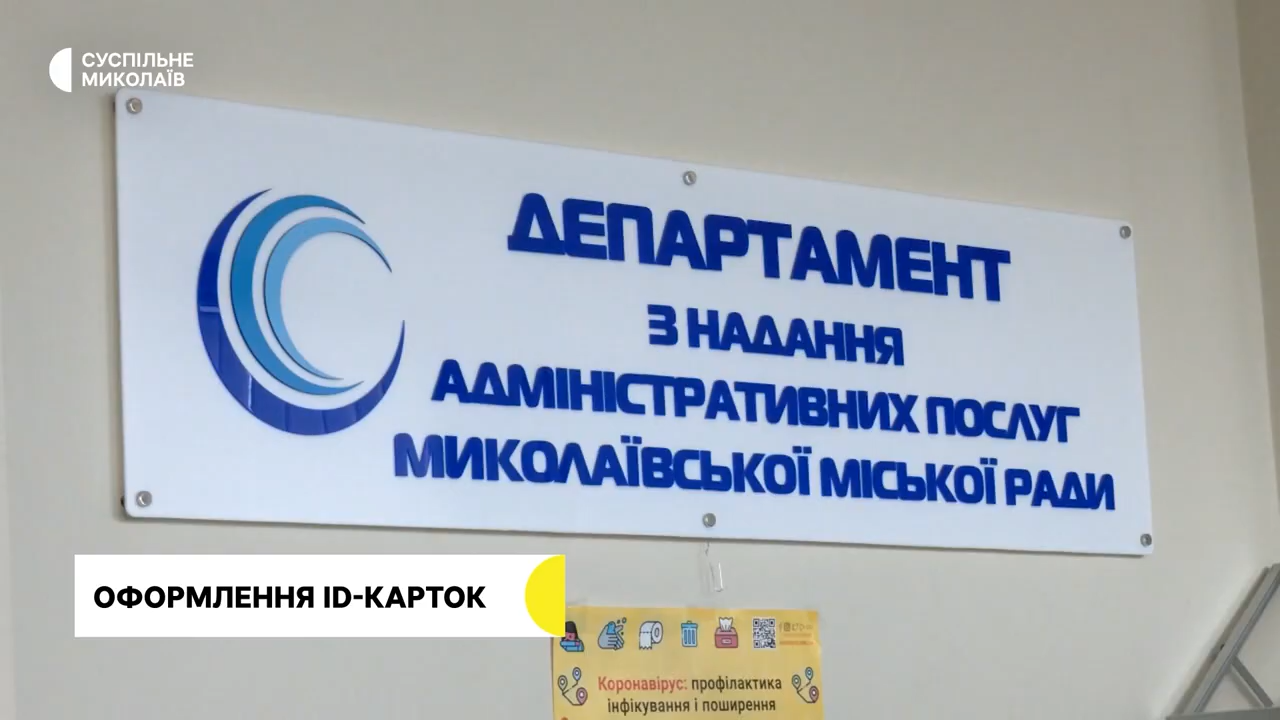 СУСПІЛЬНЕ
МИКОЛАЇВ
ДЕПАРТАМЕНТ
З НАДАННЯ
АДМІНІСТРАТИВНИХ ПОСЛУГ
МИКОЛАЇВСЬКОЇ МІСЬКОЇ РАДИ
ОФОРМЛЕННЯ ID-КАРТОК
Коронавірус: профілактика
інфікування і поширення